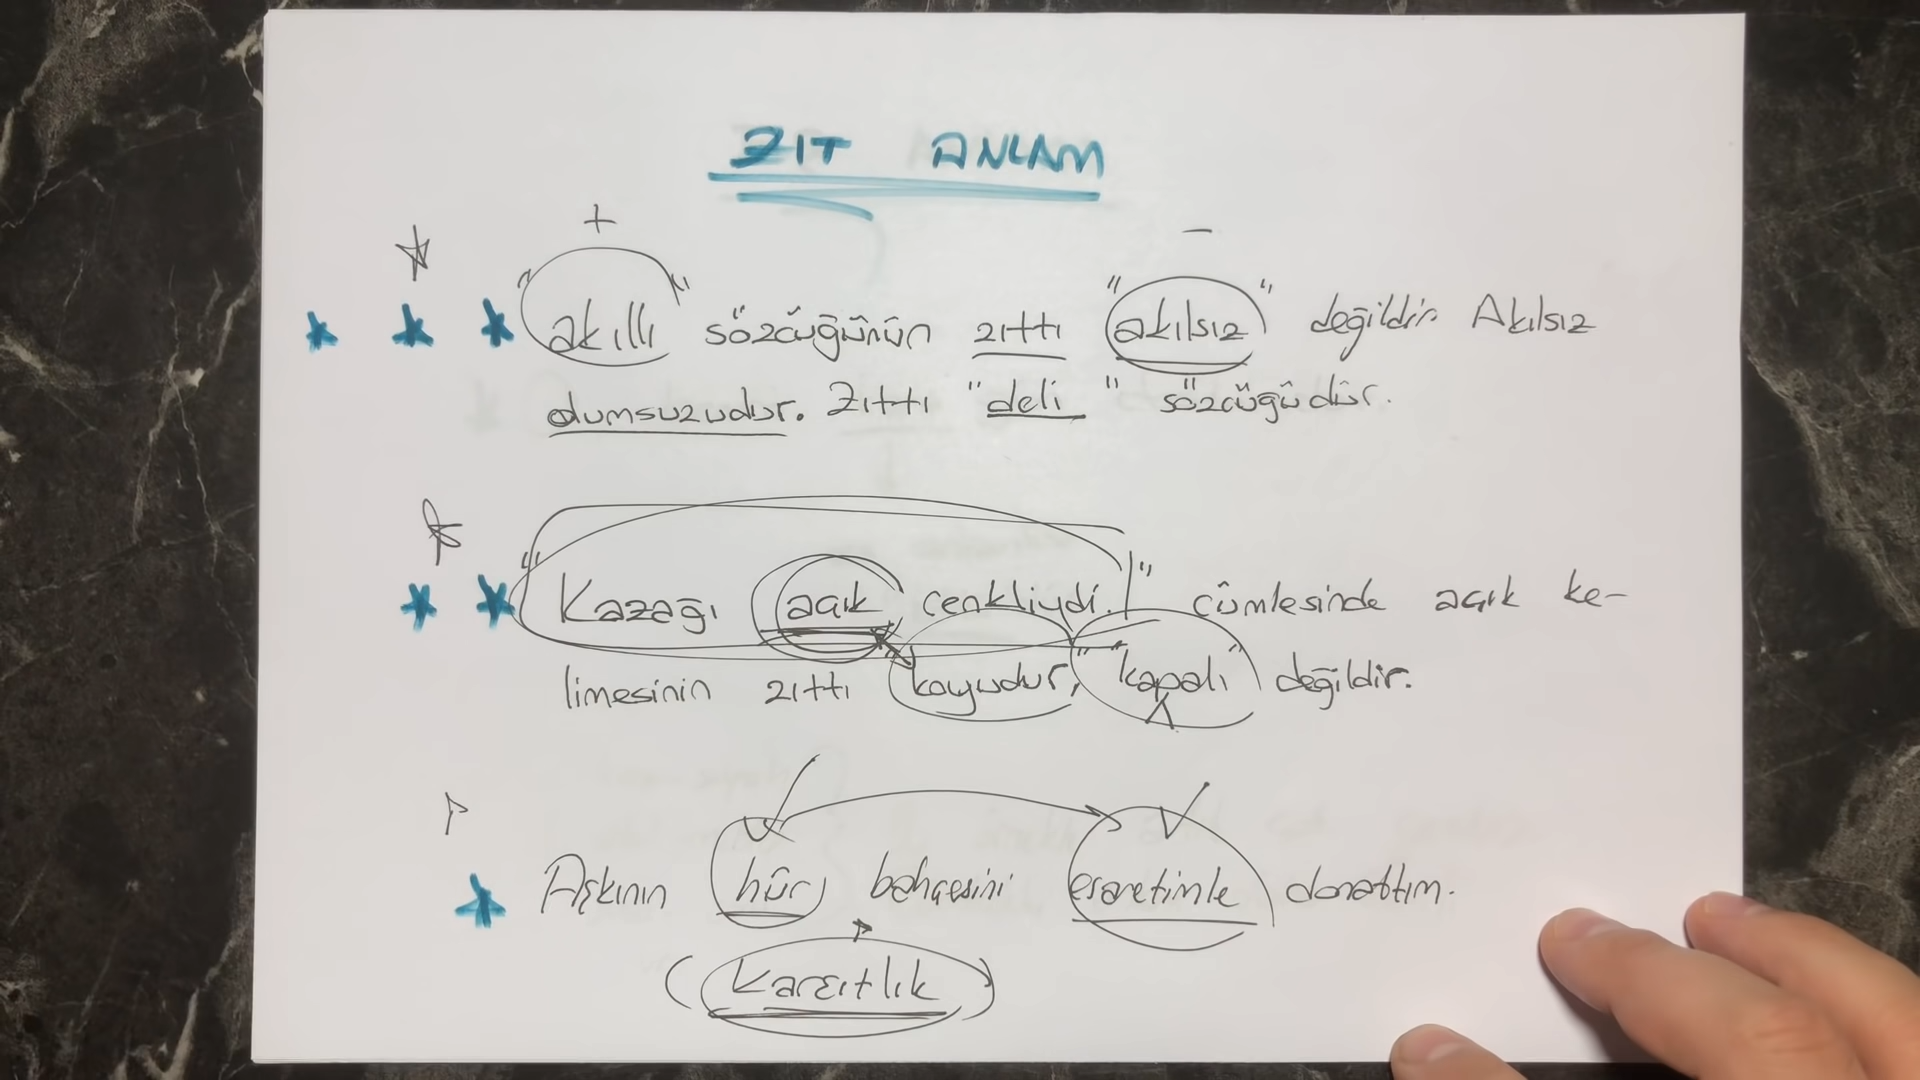 ZIT ANLAM
+ −
"akıllı" sözcüğünün zıttı "akılsız" değildir. Akılsız
olumsuzudur. Zıttı "deli" sözcüğüdür.
"Kazağı açık renkliydi." cümlesinde açık ke-
limesinin zıttı "koyudur", "kapalı" değildir.
Aşkının hür bahçesini esaretimle donattım.
(Karşıtlık)